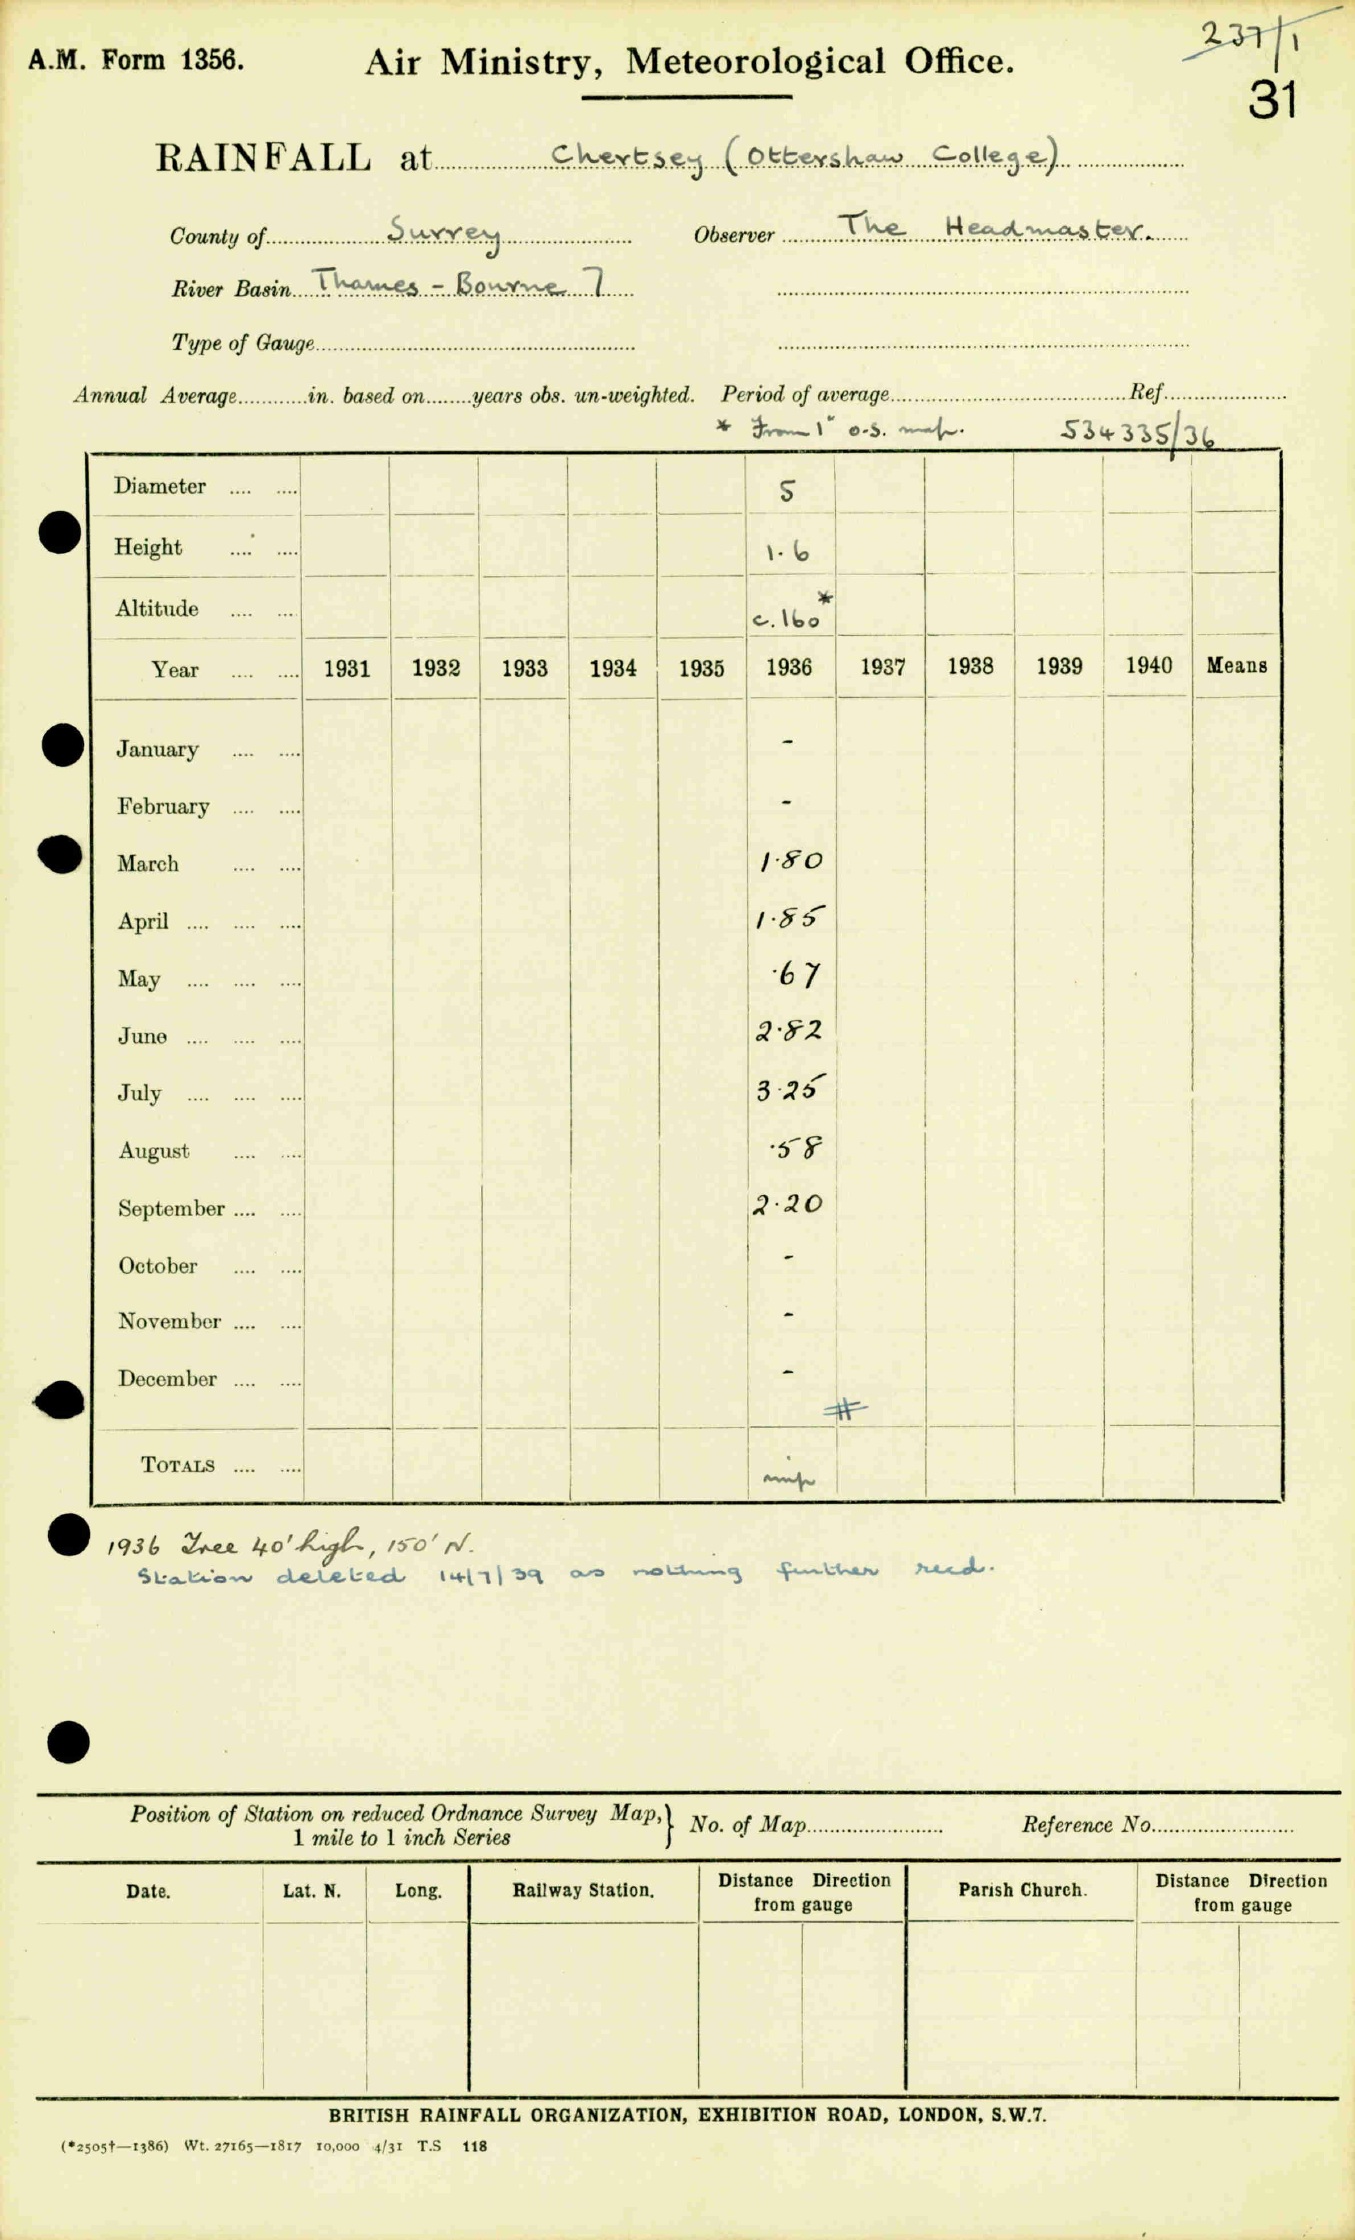 237/1
A.M. Form 1356. Air Ministry, Meteorological Office.
31
RAINFALL at Chertsey (Ottershaw College)
County of Surrey Observer The Headmaster.
River Basin Thames - Bourne 7
Type of Gauge
Annual Average in. based on years obs. un-weighted. Period of average Ref.
* From 1" O.S. map. 534335/36
Diameter 5
Height 1.6
Altitude c.160*
Year 1931 1932 1933 1934 1935 1936 1937 1938 1939 1940 Means
January -
February -
March 1.80
April 1.85
May .67
June 2.82
July 3.25
August .58
September 2.20
October -
November -
December -
#
TOTALS
1936 Tree 40' high, 150' N.
Station deleted 14/7/39 as nothing further recd.
Position of Station on reduced Ordnance Survey Map, } No. of Map Reference No.
1 mile to 1 inch Series
Date. Lat. N. Long. Railway Station. Distance Direction from gauge Parish Church. Distance Direction from gauge
BRITISH RAINFALL ORGANIZATION, EXHIBITION ROAD, LONDON, S.W.7.
(*2505†—1386) Wt. 27165—1817 10,000 4/31 T.S 118